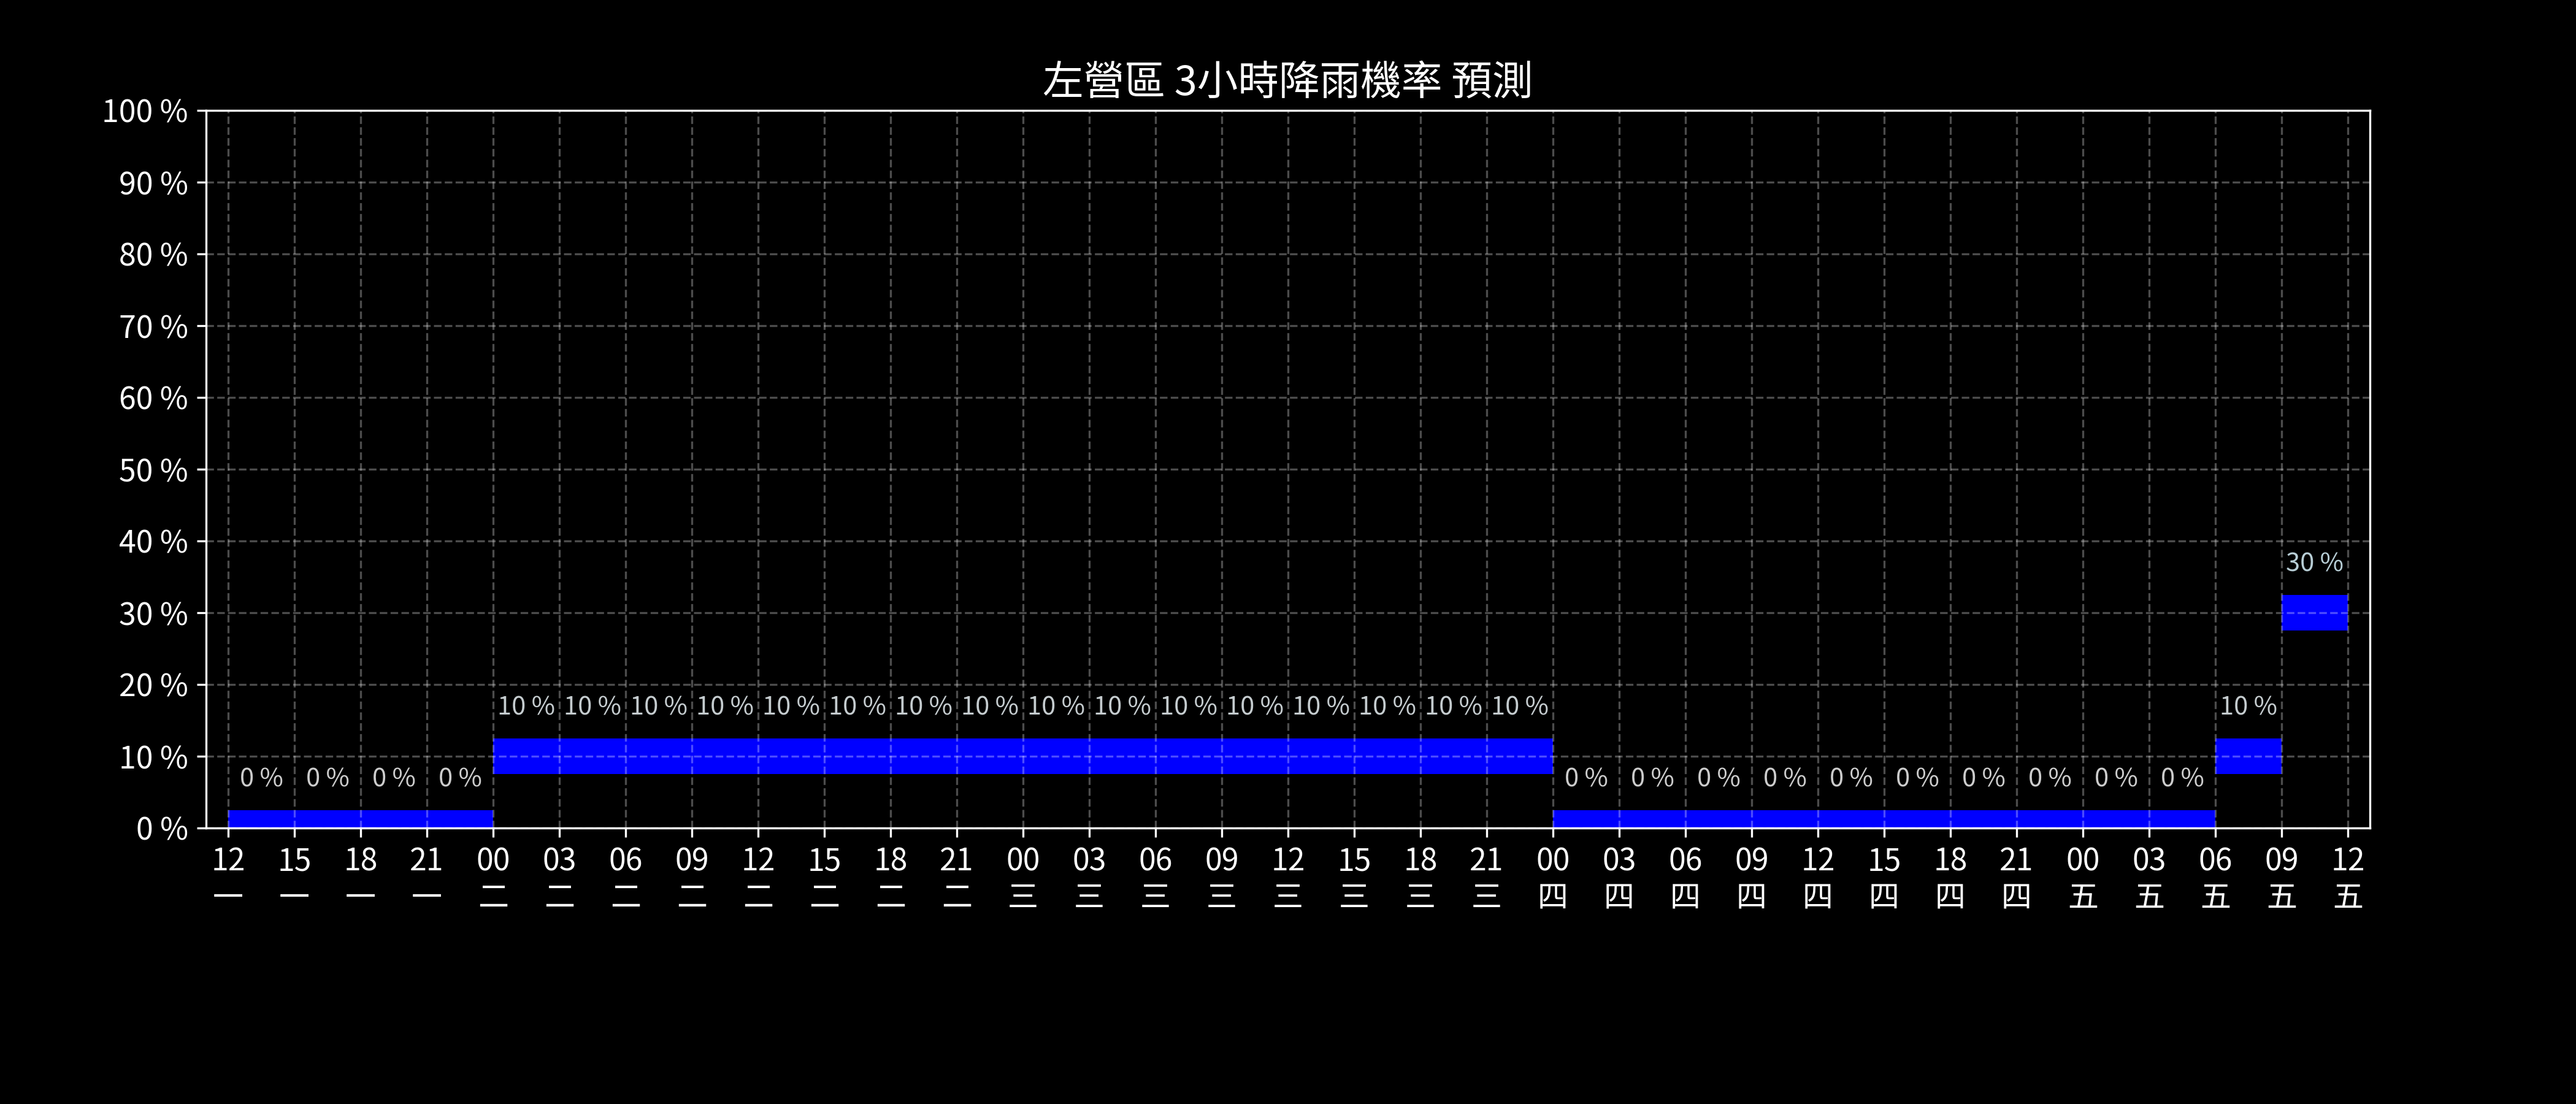 左營區 3小時降雨機率 預測
100 %
90 %
80 %
70 %
60 %
50 %
40 %
30 %
30 %
20 %
10 % 10 % 10 % 10 % 10 % 10 % 10 % 10 % 10 % 10 % 10 % 10 % 10 % 10 % 10 % 10 % 10 %
10 %
0 % 0 % 0 % 0 % 0 % 0 % 0 % 0 % 0 % 0 % 0 % 0 % 0 % 0 %
0 %
12 15 18 21 00 03 06 09 12 15 18 21 00 03 06 09 12 15 18 21 00 03 06 09 12 15 18 21 00 03 06 09 12
一 一 一 一 二 二 二 二 二 二 二 二 三 三 三 三 三 三 三 三 四 四 四 四 四 四 四 四 五 五 五 五 五